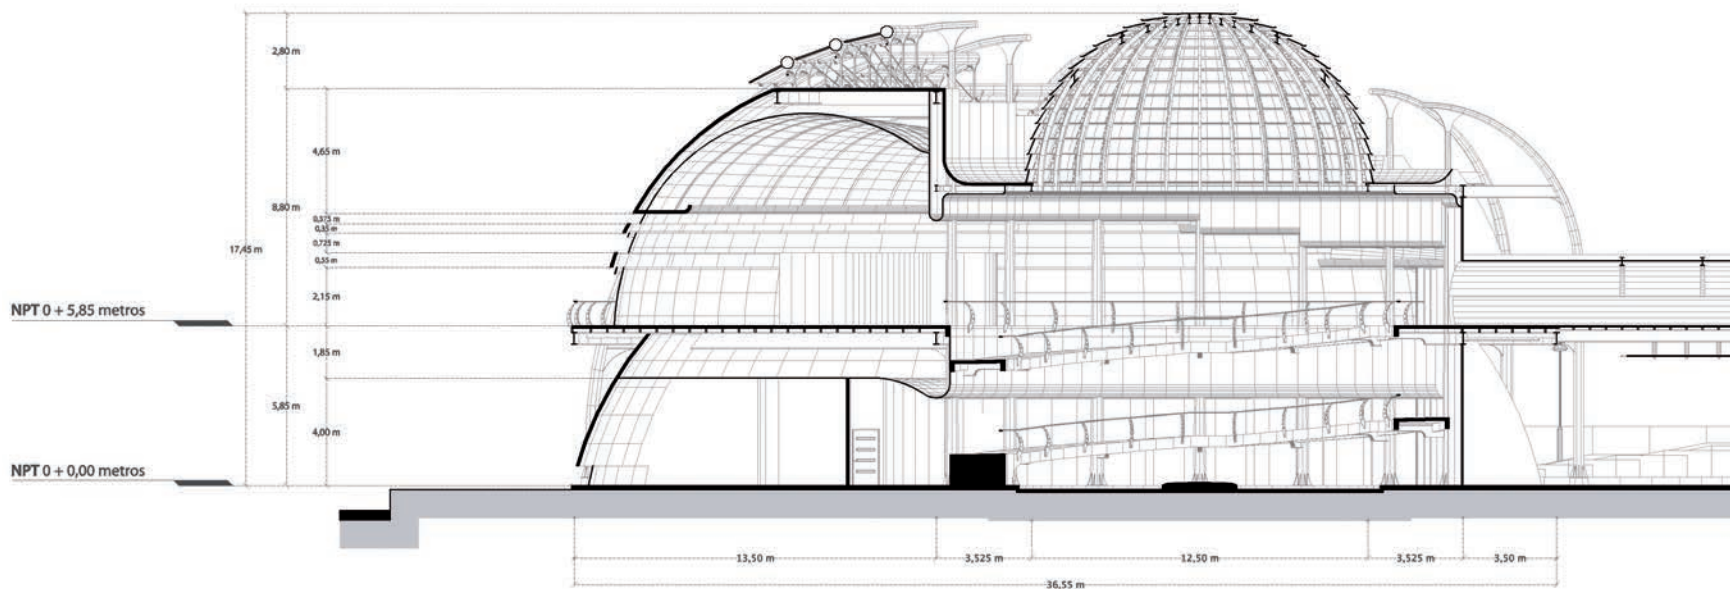 2,80 m
4,65 m
8,80 m
0,375 m
0,35 m
0,725 m
17,45 m
0,35 m
2,15 m
NPT 0 + 5,85 metros
1,85 m
5,85 m
4,00 m
NPT 0 + 0,00 metros
13,50 m 3,525 m 12,50 m 3,525 m 3,50 m
36,55 m